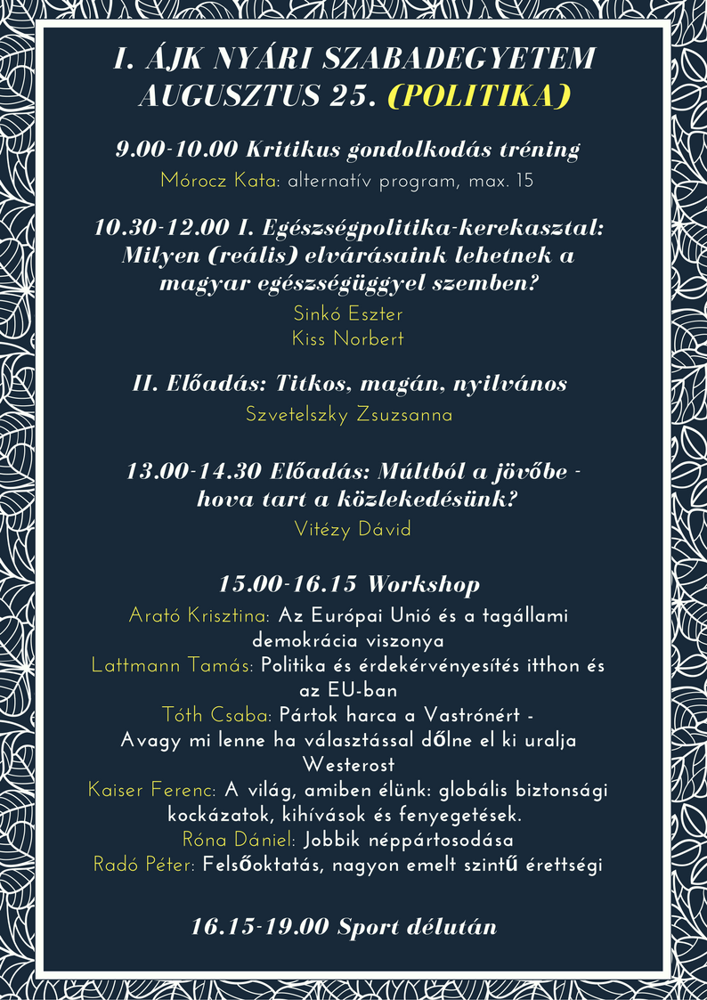 I. ÁJK NYÁRI SZABADEGYETEM
AUGUSZTUS 25. (POLITIKA)
9.00-10.00 Kritikus gondolkodás tréning
Mórocz Kata: alternatív program, max. 15
10.30-12.00 I. Egészségpolitika-kerekasztal:
Milyen (reális) elvárásaink lehetnek a
magyar egészségüggyel szemben?
Sinkó Eszter
Kiss Norbert
II. Előadás: Titkos, magán, nyilvános
Szvetelszky Zsuzsanna
13.00-14.30 Előadás: Múltból a jövőbe -
hova tart a közlekedésünk?
Vitézy Dávid
15.00-16.15 Workshop
Arató Krisztina: Az Európai Unió és a tagállami
demokrácia viszonya
Lattmann Tamás: Politika és érdekérvényesítés itthon és
az EU-ban
Tóth Csaba: Pártok harca a Vastrónért -
Avagy mi lenne ha választással dőlne el ki uralja
Westerost
Kaiser Ferenc: A világ, amiben élünk: globális biztonsági
kockázatok, kihívások és fenyegetések.
Róna Dániel: Jobbik néppártosodása
Radó Péter: Felsőoktatás, nagyon emelt szintű érettségi
16.15-19.00 Sport délután